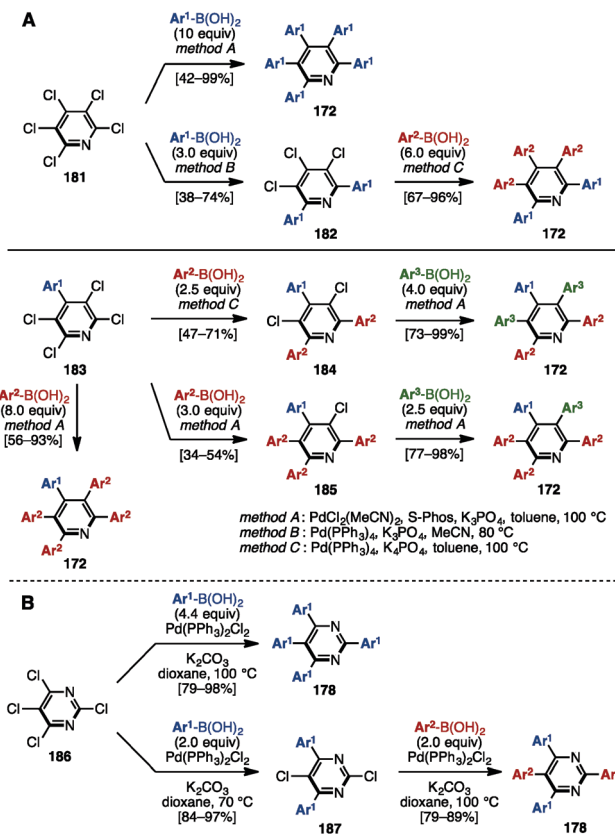 A
Ar1-B(OH)2
(10 equiv)
method A
[42–99%]
Ar1
Ar1
Ar1
Ar1
Ar1
N
172
Cl
Cl
Cl
Cl
Cl
N
181
Ar1-B(OH)2
(3.0 equiv)
method B
[38–74%]
Cl
Cl
Cl
Ar1
Ar1
N
182
Ar2-B(OH)2
(6.0 equiv)
method C
[67–96%]
Ar2
Ar2
Ar2
Ar1
Ar1
N
172
Ar1
Cl
Cl
Cl
Cl
N
183
Ar2-B(OH)2
(2.5 equiv)
method C
[47–71%]
Ar1
Cl
Cl
Ar2
Ar2
N
184
Ar3-B(OH)2
(4.0 equiv)
method A
[73–99%]
Ar1
Ar3
Ar3
Ar2
Ar2
N
172
Ar2-B(OH)2
(8.0 equiv)
method A
[56–93%]
Ar1
Ar2
Ar2
Ar2
Ar2
N
172
Ar2-B(OH)2
(3.0 equiv)
method A
[34–54%]
Ar1
Cl
Ar2
Ar2
Ar2
N
185
Ar3-B(OH)2
(2.5 equiv)
method A
[77–98%]
Ar1
Ar3
Ar2
Ar2
Ar2
N
172
method A : PdCl2(MeCN)2, S-Phos, K3PO4, toluene, 100 °C
method B : Pd(PPh3)4, K3PO4, MeCN, 80 °C
method C : Pd(PPh3)4, K4PO4, toluene, 100 °C
B
Ar1-B(OH)2
(4.4 equiv)
Pd(PPh3)2Cl2
K2CO3
dioxane, 100 °C
[79–98%]
Ar1
Ar1
Ar1
Ar1
N
N
178
Cl
Cl
Cl
Cl
N
N
186
Ar1-B(OH)2
(2.0 equiv)
Pd(PPh3)2Cl2
K2CO3
dioxane, 70 °C
[84–97%]
Ar1
Cl
Cl
Ar1
N
N
187
Ar2-B(OH)2
(2.0 equiv)
Pd(PPh3)2Cl2
K2CO3
dioxane, 100 °C
[79–89%]
Ar1
Ar2
Ar
Ar1
N
N
178